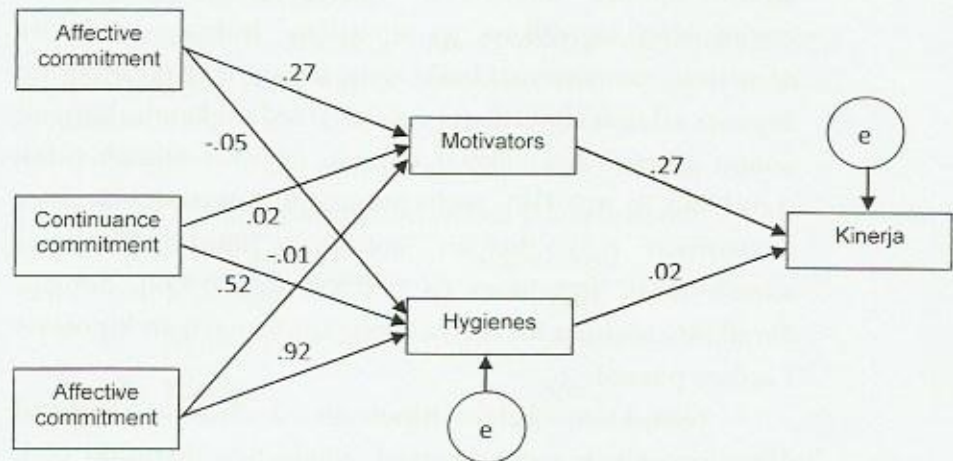 Affective
commitment
.27
-.05
Motivators
e
.27
Continuance
commitment
.02
-.01
.52
Kinerja
.02
Hygienes
.92
Affective
commitment
e